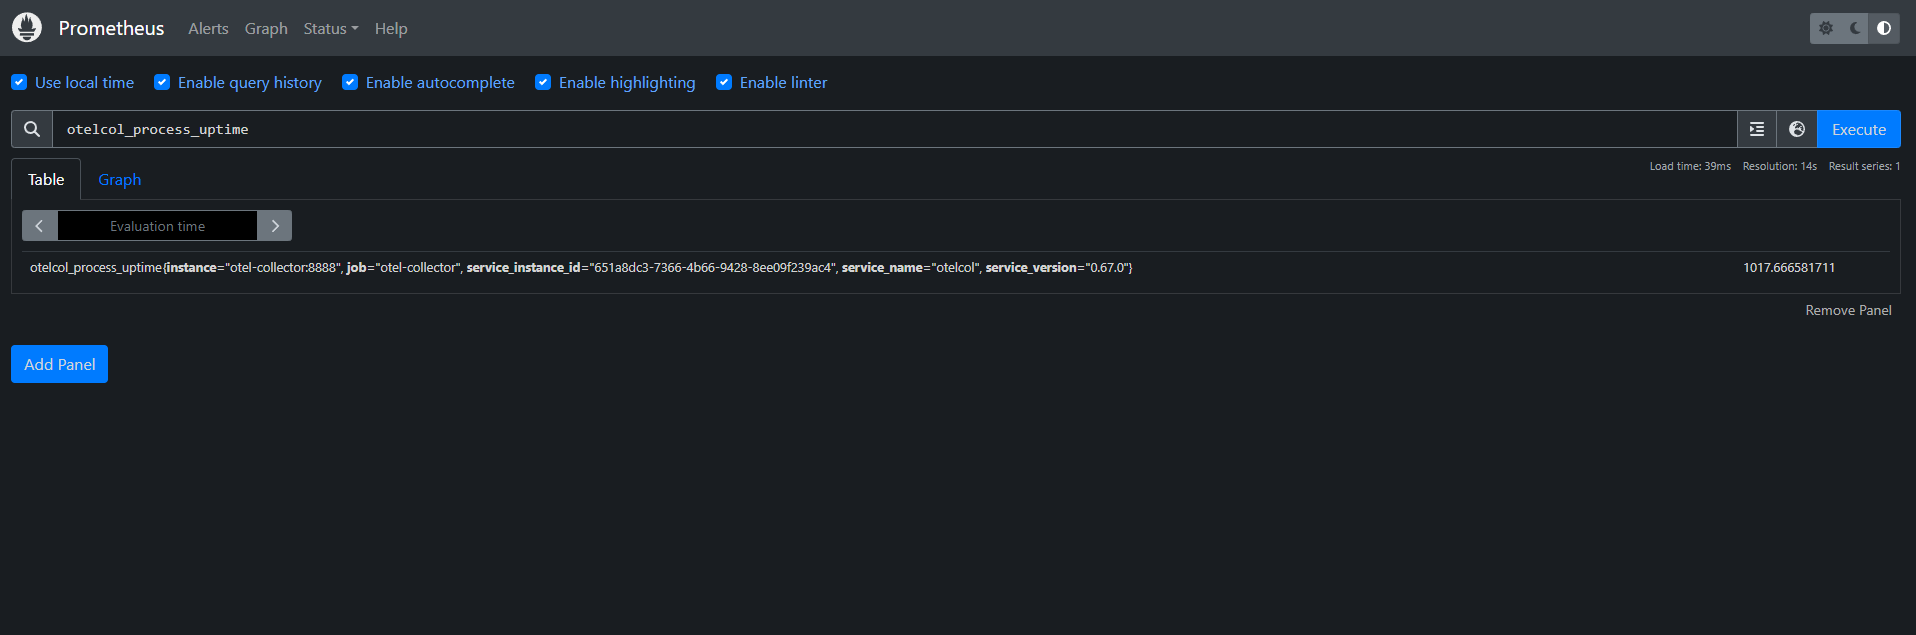 Prometheus Alerts Graph Status Help
Use local time Enable query history Enable autocomplete Enable highlighting Enable linter
otelcol_process_uptime Execute
Table Graph Load time: 39ms Resolution: 14s Result series: 1
Evaluation time
otelcol_process_uptime{instance="otel-collector:8888", job="otel-collector", service_instance_id="651a8dc3-7366-4b66-9428-8ee09f239ac4", service_name="otelcol", service_version="0.67.0"} 1017.666581711
Remove Panel
Add Panel